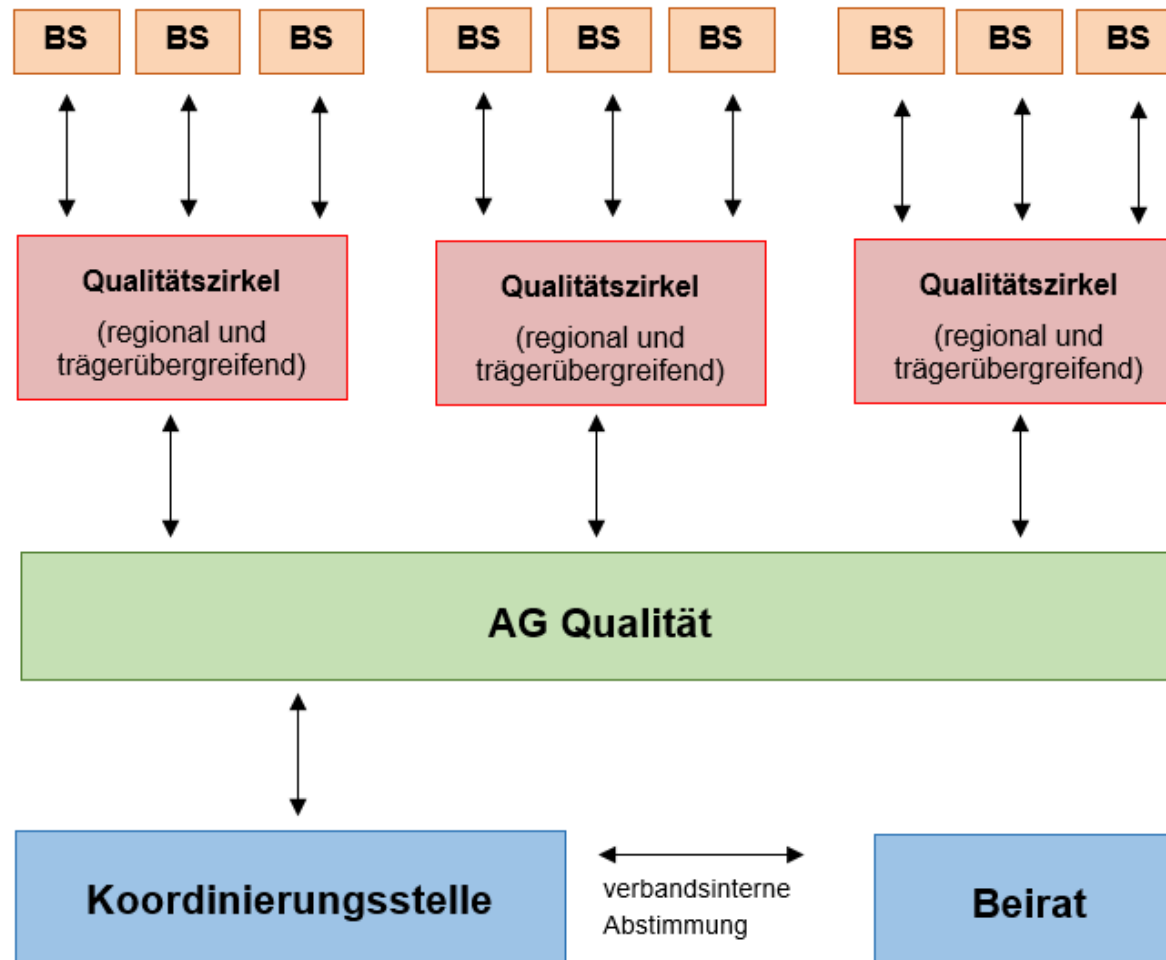 BS BS BS BS BS BS BS BS BS
Qualitätszirkel
(regional und
trägerübergreifend)
Qualitätszirkel
(regional und
trägerübergreifend)
Qualitätszirkel
(regional und
trägerübergreifend)
AG Qualität
Koordinierungsstelle
verbandsinterne
Abstimmung
Beirat